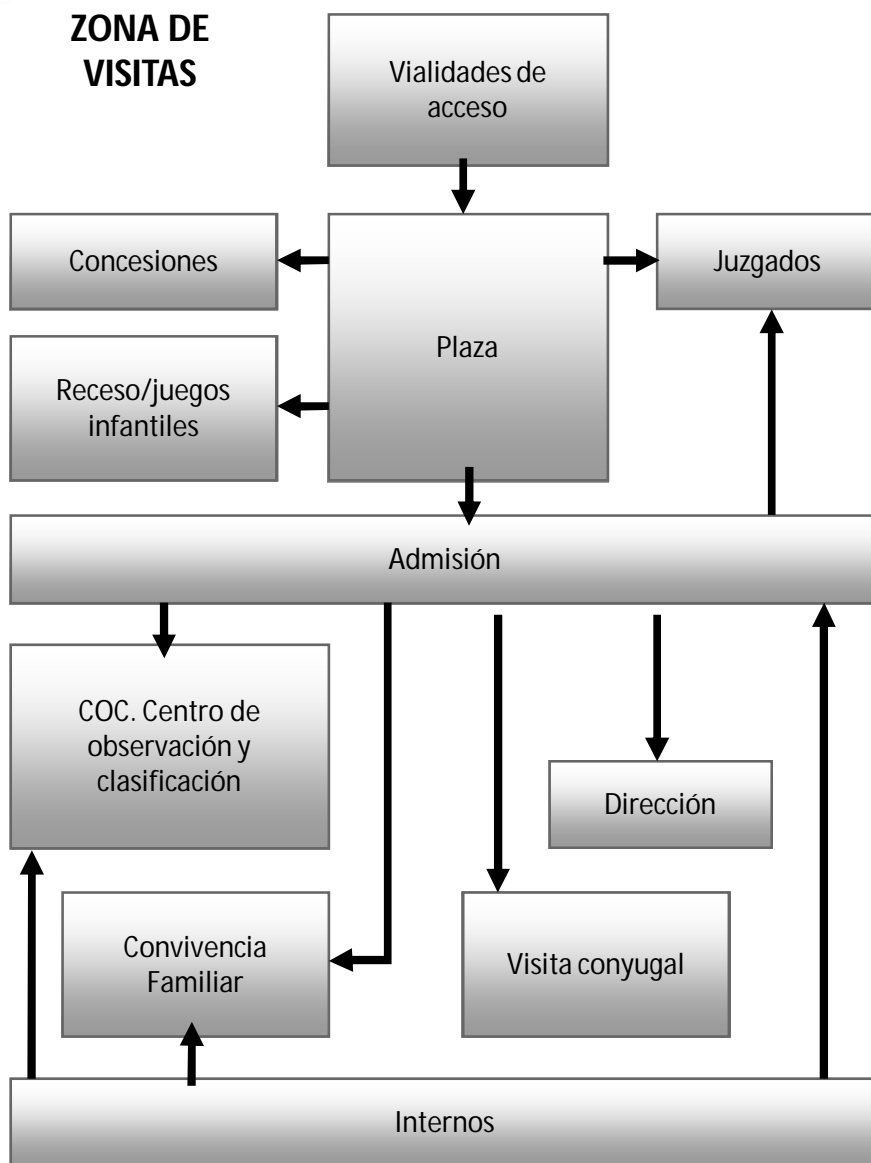 ZONA DE
VISITAS
Vialidades de
acceso
Concesiones
Plaza
Juzgados
Receso/juegos
infantiles
Admisión
COC. Centro de
observación y
clasificación
Dirección
Convivencia
Familiar
Visita conyugal
Internos